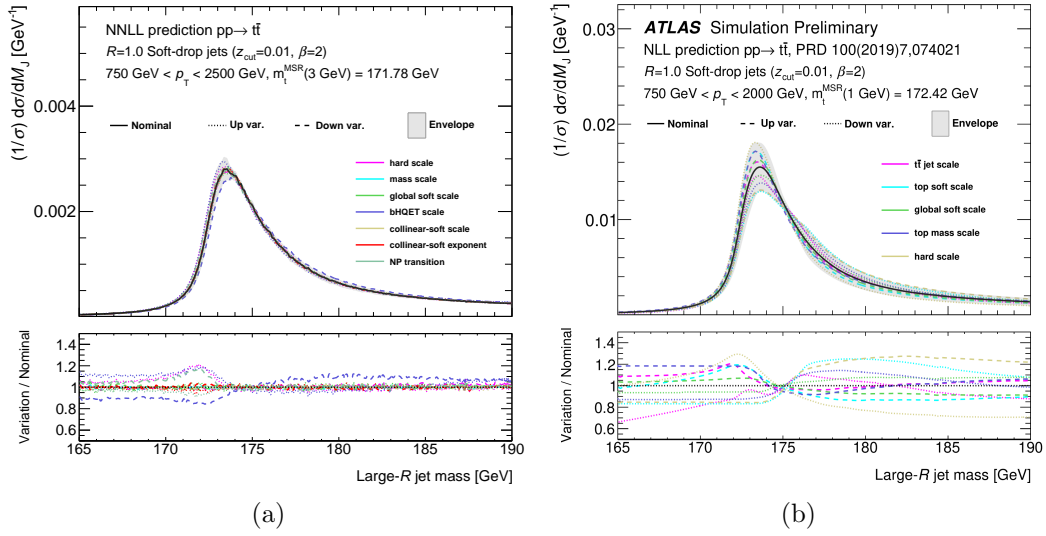 (1/σ) dσ/dM_J [GeV⁻¹]
NNLL prediction pp→ tt̄
R=1.0 Soft-drop jets (z_cut=0.01, β=2)
750 GeV < p_T < 2500 GeV, m_t^MSR(3 GeV) = 171.78 GeV
0.004
0.002
Nominal Up var. Down var. Envelope
hard scale
mass scale
global soft scale
bHQET scale
collinear-soft scale
collinear-soft exponent
NP transition
Variation / Nominal
1.4
1.2
1
0.8
0.6
165 170 175 180 185 190
Large-R jet mass [GeV]
(a)
(1/σ) dσ/dM_J [GeV⁻¹]
ATLAS Simulation Preliminary
NLL prediction pp→ tt̄, PRD 100(2019)7,074021
R=1.0 Soft-drop jets (z_cut=0.01, β=2)
750 GeV < p_T < 2000 GeV, m_t^MSR(1 GeV) = 172.42 GeV
0.03
0.02
0.01
Nominal Up var. Down var. Envelope
tt̄ jet scale
top soft scale
global soft scale
top mass scale
hard scale
Variation / Nominal
1.4
1.2
1
0.8
0.6
165 170 175 180 185 190
Large-R jet mass [GeV]
(b)